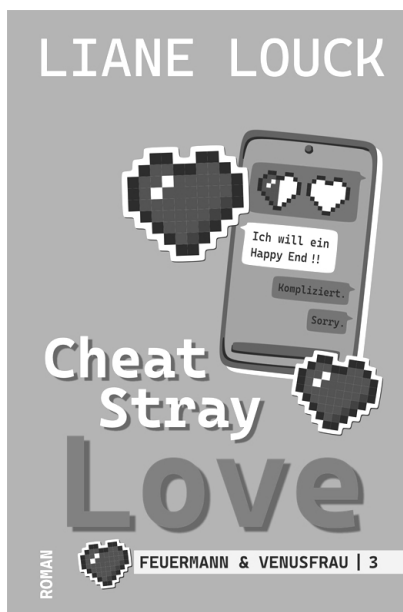 LIANE LOUCK
Ich will ein
Happy End !!
Kompliziert.
Sorry.
Cheat
Stray
Love
FEUERMANN & VENUSFRAU | 3
ROMAN